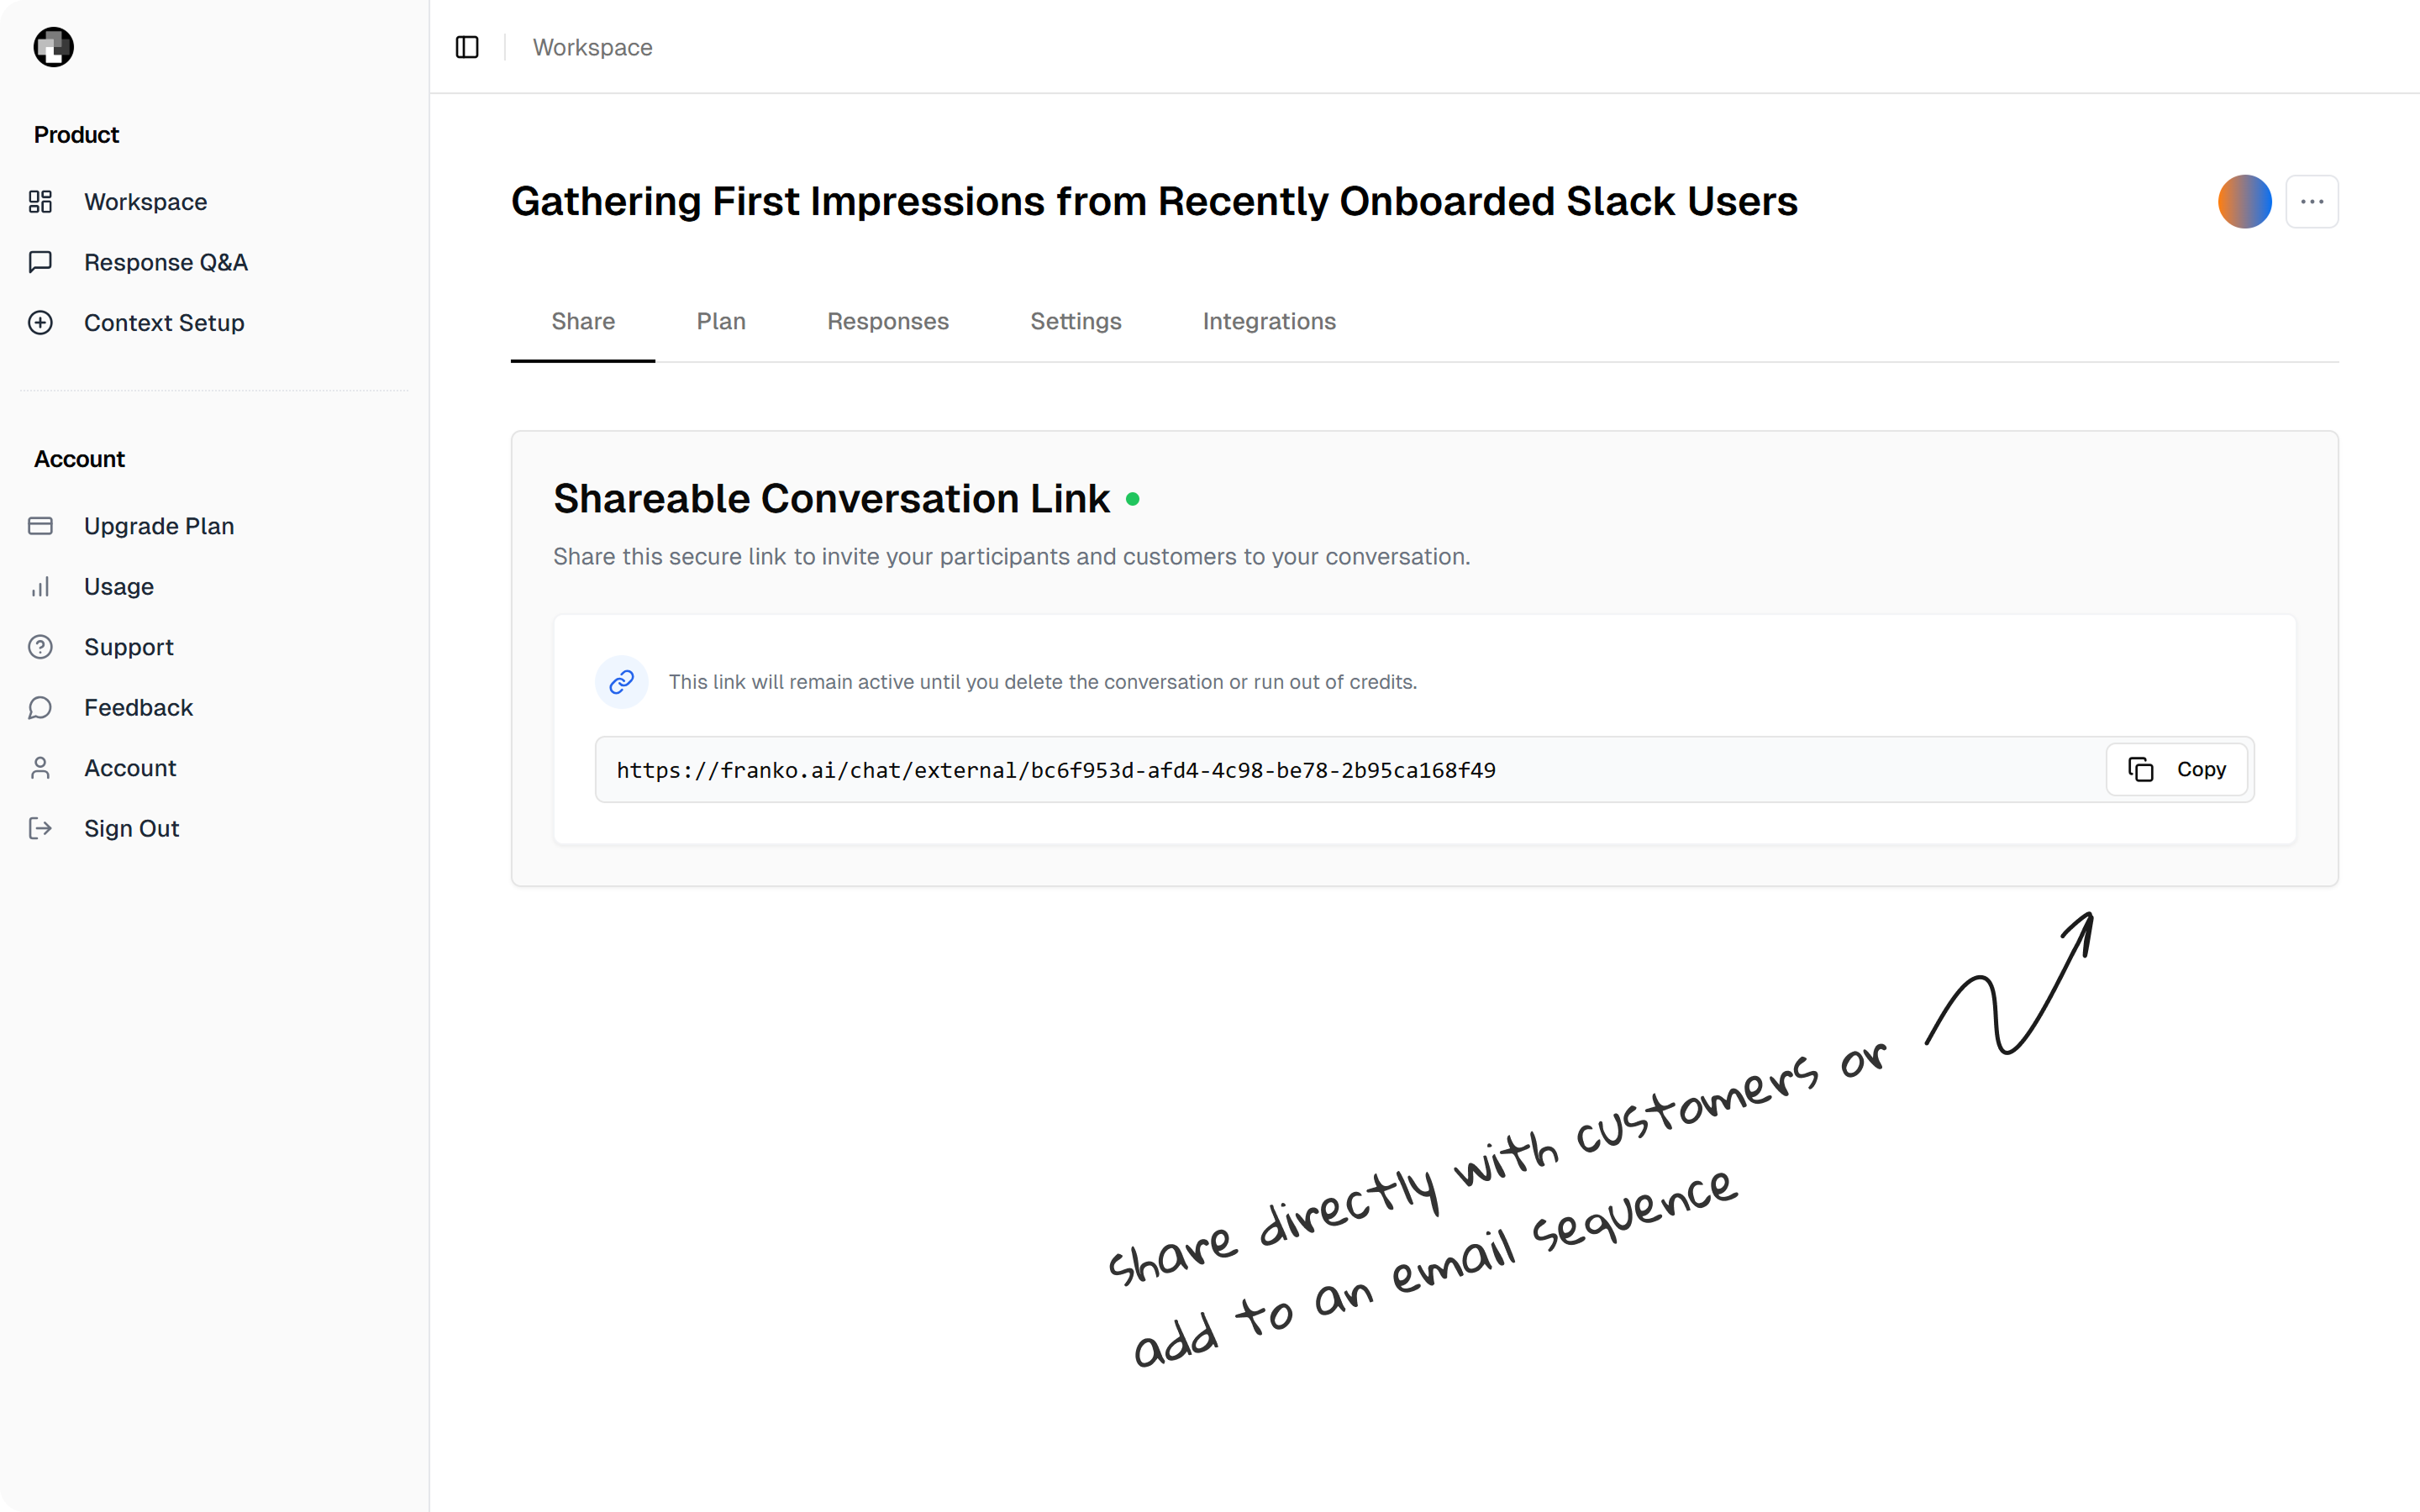 Product
Workspace
Response Q&A
Context Setup
Account
Upgrade Plan
Usage
Support
Feedback
Account
Sign Out
Workspace
Gathering First Impressions from Recently Onboarded Slack Users
Share
Plan
Responses
Settings
Integrations
Shareable Conversation Link
Share this secure link to invite your participants and customers to your conversation.
This link will remain active until you delete the conversation or run out of credits.
https://franko.ai/chat/external/bc6f953d-afd4-4c98-be78-2b95ca168f49
Copy
share directly with customers or
add to an email sequence